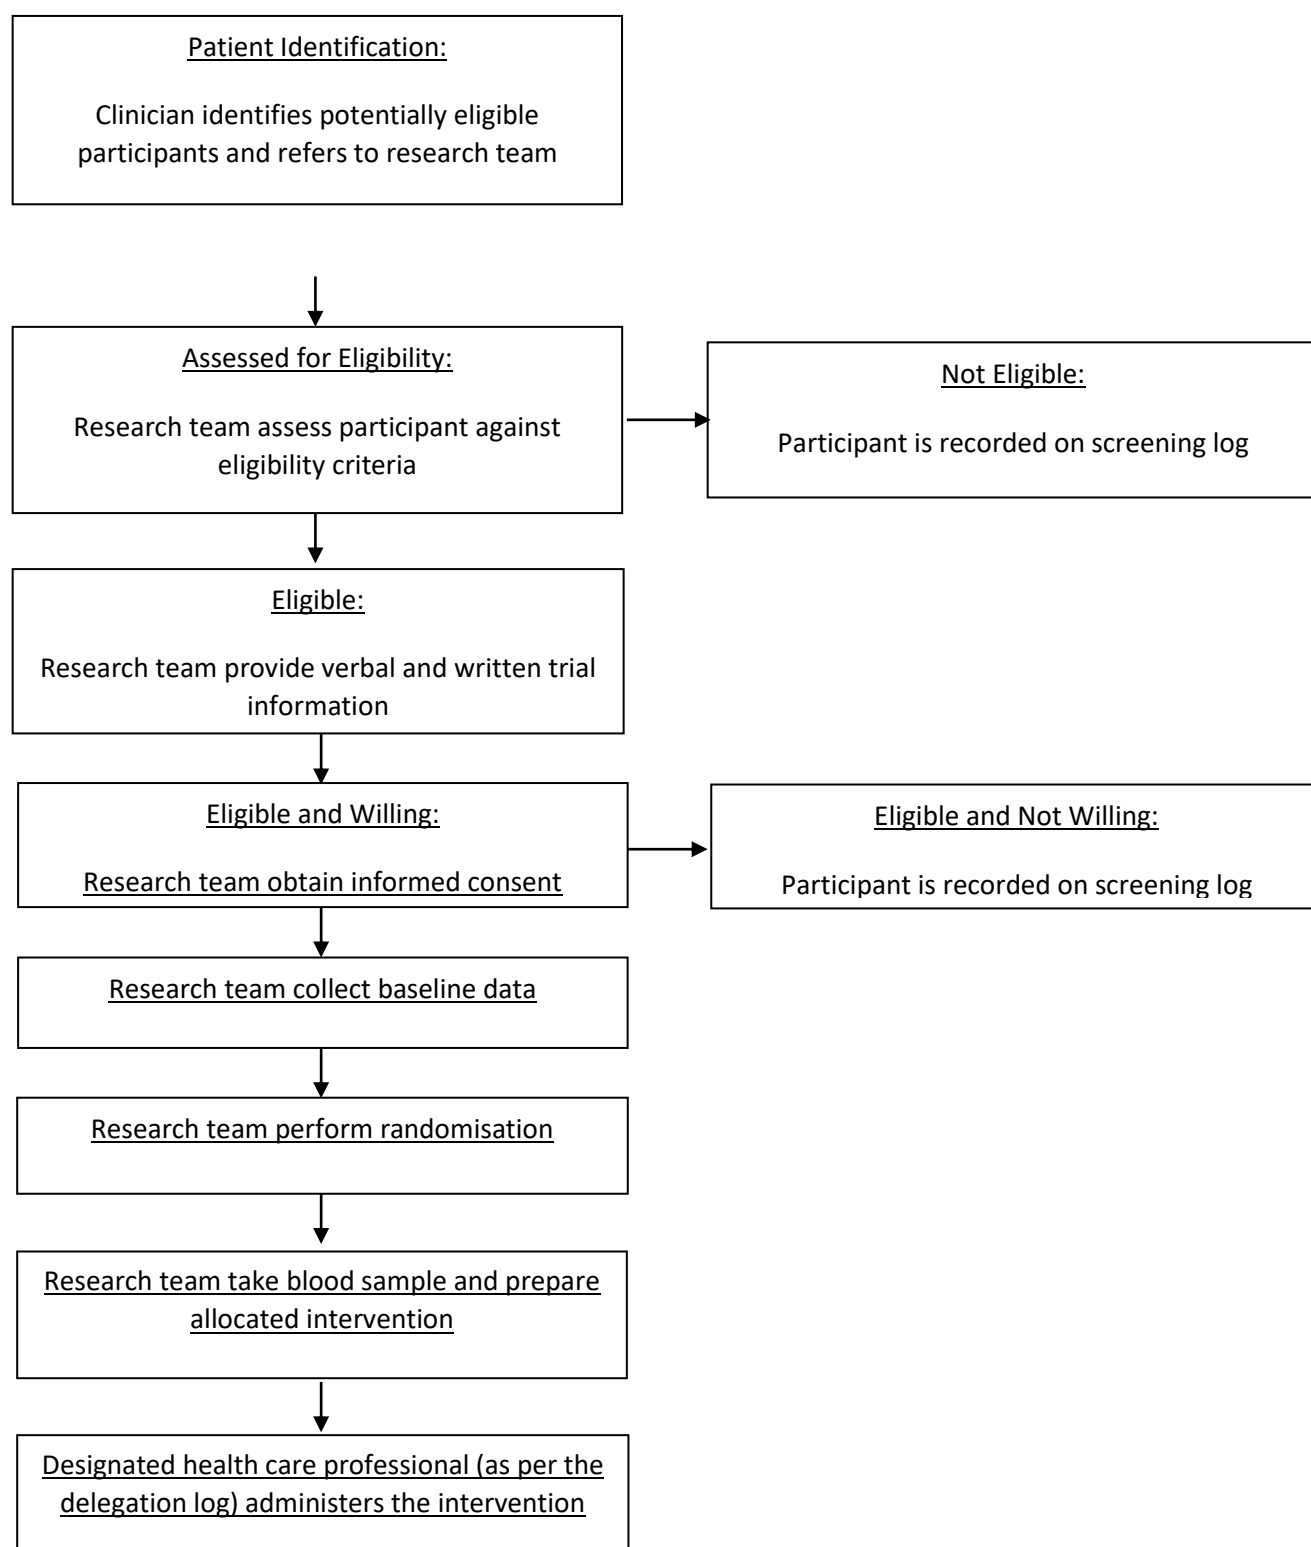 Patient Identification:
Clinician identifies potentially eligible
participants and refers to research team
Assessed for Eligibility:
Research team assess participant against
eligibility criteria
Not Eligible:
Participant is recorded on screening log
Eligible:
Research team provide verbal and written trial
information
Eligible and Willing:
Research team obtain informed consent
Eligible and Not Willing:
Participant is recorded on screening log
Research team collect baseline data
Research team perform randomisation
Research team take blood sample and prepare
allocated intervention
Designated health care professional (as per the
delegation log) administers the intervention